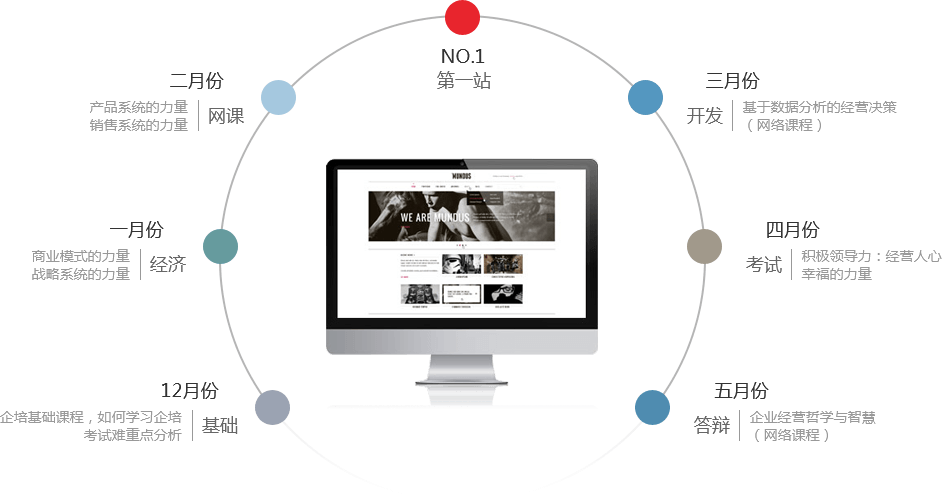 NO.1
第一站
二月份
产品系统的力量
销售系统的力量
网课
三月份
开发
基于数据分析的经营决策
（网络课程）
一月份
商业模式的力量
战略系统的力量
经济
四月份
考试
积极领导力：经营人心
幸福的力量
12月份
企培基础课程，如何学习企培
考试难重点分析
基础
五月份
答辩
企业经营哲学与智慧
（网络课程）
MUNDUS
WE ARE MUNDUS